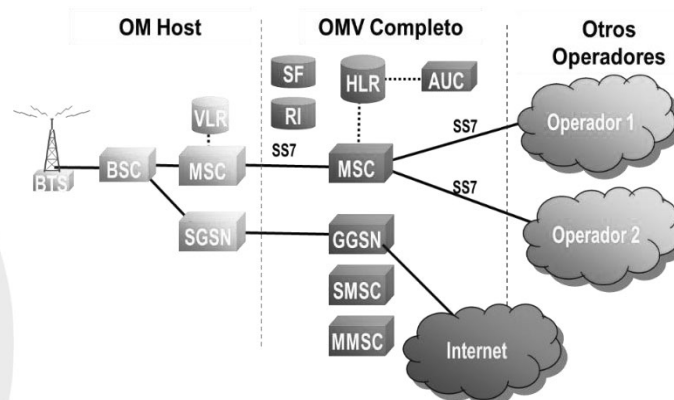 OM Host
OMV Completo
Otros
Operadores
SF
HLR
AUC
VLR
RI
Operador 1
BTS
BSC
MSC
SS7
MSC
SS7
SS7
SGSN
GGSN
Operador 2
SMSC
MMSC
Internet